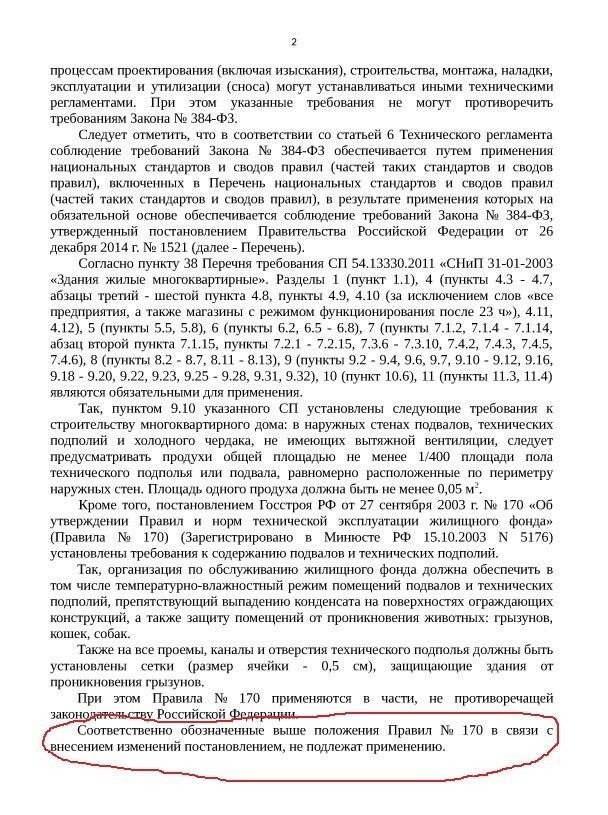 2
процессам проектирования (включая изыскания), строительства, монтажа, наладки,
эксплуатации и утилизации (сноса) могут устанавливаться иными техническими
регламентами. При этом указанные требования не могут противоречить
требованиям Закона № 384-ФЗ.
Следует отметить, что в соответствии со статьей 6 Технического регламента
соблюдение требований Закона № 384-ФЗ обеспечивается путем применения
национальных стандартов и сводов правил (частей таких стандартов и сводов
правил), включенных в Перечень национальных стандартов и сводов правил
(частей таких стандартов и сводов правил), в результате применения которых на
обязательной основе обеспечивается соблюдение требований Закона № 384-ФЗ,
утвержденный постановлением Правительства Российской Федерации от 26
декабря 2014 г. № 1521 (далее - Перечень).
Согласно пункту 38 Перечня требования СП 54.13330.2011 «СНиП 31-01-2003
«Здания жилые многоквартирные». Разделы 1 (пункт 1.1), 4 (пункты 4.3 - 4.7,
абзацы третий - шестой пункта 4.8, пункты 4.9, 4.10 (за исключением слов «все
предприятия, а также магазины с режимом функционирования после 23 ч»), 4.11,
4.12), 5 (пункты 5.5, 5.8), 6 (пункты 6.2, 6.5 - 6.8), 7 (пункты 7.1.2, 7.1.4 - 7.1.14,
абзац второй пункта 7.1.15, пункты 7.2.1 - 7.2.15, 7.3.6 - 7.3.10, 7.4.2, 7.4.3, 7.4.5,
7.4.6), 8 (пункты 8.2 - 8.7, 8.11 - 8.13), 9 (пункты 9.2 - 9.4, 9.6, 9.7, 9.10 - 9.12, 9.16,
9.18 - 9.20, 9.22, 9.23, 9.25 - 9.28, 9.31, 9.32), 10 (пункт 10.6), 11 (пункты 11.3, 11.4)
являются обязательными для применения.
Так, пунктом 9.10 указанного СП установлены следующие требования к
строительству многоквартирного дома: в наружных стенах подвалов, технических
подполий и холодного чердака, не имеющих вытяжной вентиляции, следует
предусматривать продухи общей площадью не менее 1/400 площади пола
технического подполья или подвала, равномерно расположенные по периметру
наружных стен. Площадь одного продуха должна быть не менее 0,05 м².
Кроме того, постановлением Госстроя РФ от 27 сентября 2003 г. № 170 «Об
утверждении Правил и норм технической эксплуатации жилищного фонда»
(Правила № 170) (Зарегистрировано в Минюсте РФ 15.10.2003 N 5176)
установлены требования к содержанию подвалов и технических подполий.
Так, организация по обслуживанию жилищного фонда должна обеспечить в
том числе температурно-влажностный режим помещений подвалов и технических
подполий, препятствующий выпадению конденсата на поверхностях ограждающих
конструкций, а также защиту помещений от проникновения животных: грызунов,
кошек, собак.
Также на все проемы, каналы и отверстия технического подполья должны быть
установлены сетки (размер ячейки - 0,5 см), защищающие здания от
проникновения грызунов.
При этом Правила № 170 применяются в части, не противоречащей
законодательству Российской Федерации.
Соответственно обозначенные выше положения Правил № 170 в связи с
внесением изменений постановлением, не подлежат применению.